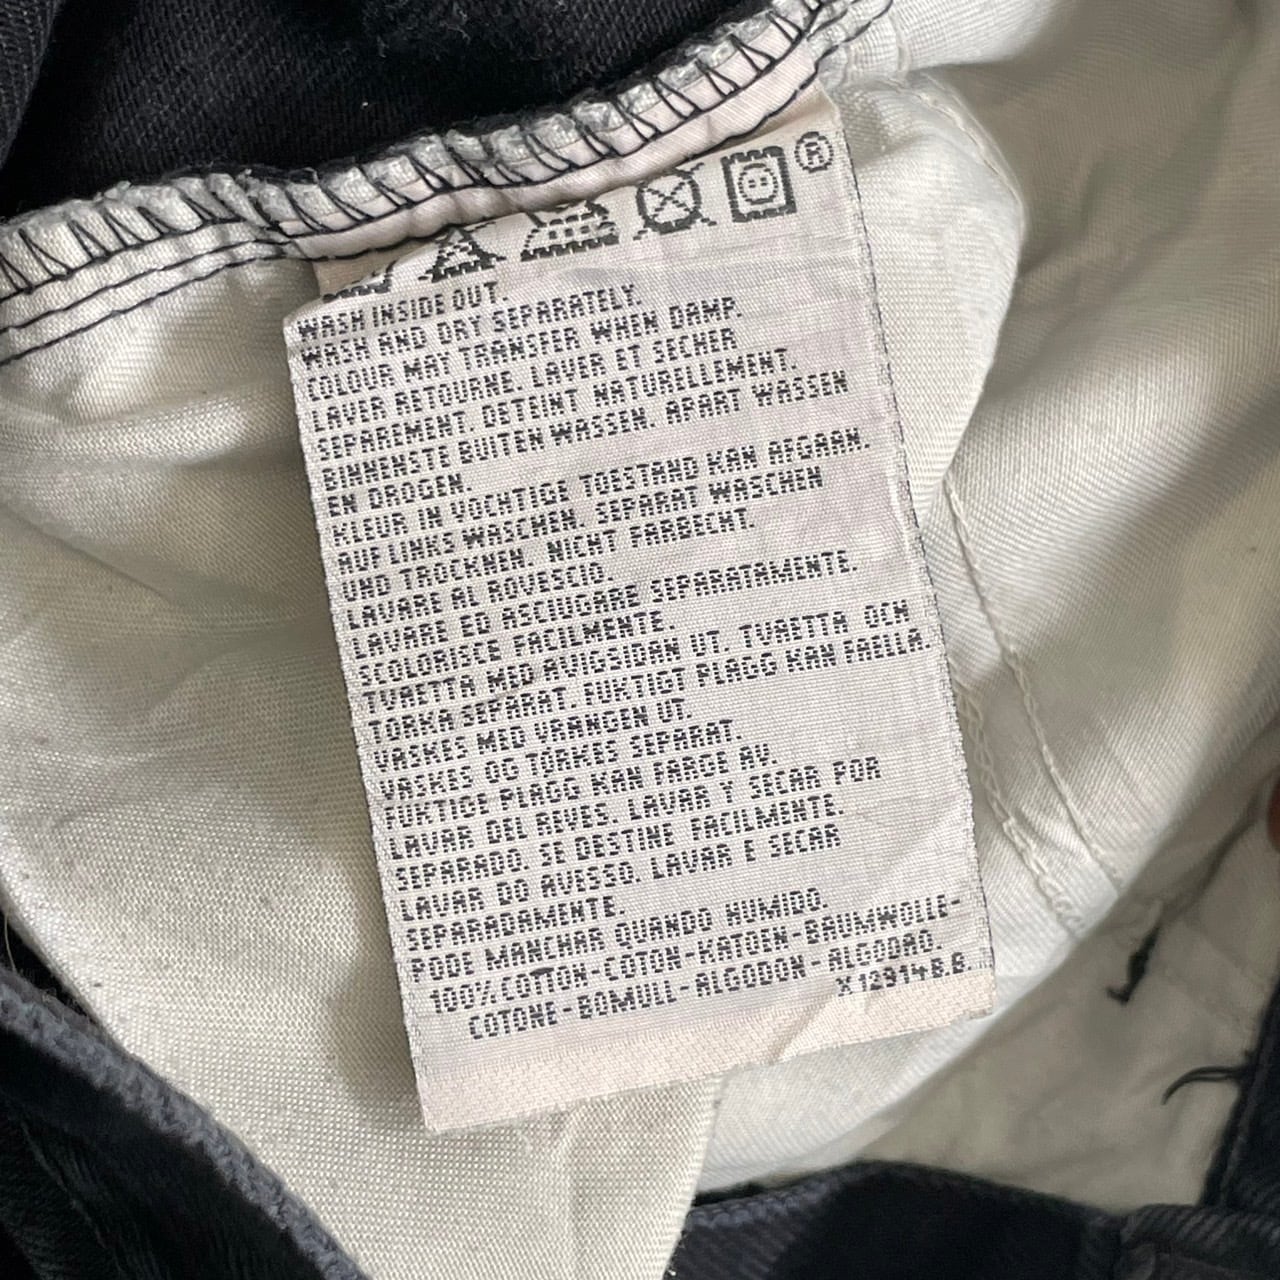 ®
WASH INSIDE OUT.
WASH AND DRY SEPARATELY.
COLOUR MAY TRANSFER WHEN DAMP.
LAVER RETOURNE. LAVER ET SECHER
SEPAREMENT. DETEINT NATURELLEMENT.
BINNENSTE BUITEN WASSEN. APART WASSEN
EN DROGEN.
KLEUR IN VOCHTIGE TOESTAND KAN AFGAAN.
AUF LINKS WASCHEN. SEPARAT WASCHEN
UND TROCKNEN. NICHT FARBECHT.
LAVARE AL ROVESCIO.
LAVARE ED ASCIUGARE SEPARATAMENTE.
SCOLORISCE FACILMENTE.
TVAETTA MED AVIGSIDAN UT. TVAETTA OCH
TORKA SEPARAT. FUKTIGT PLAGG KAN FAELLA.
VASKES MED VRANGEN UT.
VASKES OG TORKES SEPARAT.
FUKTIGE PLAGG KAN FARGE AV.
LAVAR DEL REVES. LAVAR Y SECAR POR
SEPARADO. SE DESTINE FACILMENTE.
LAVAR DO AVESSO. LAVAR E SECAR
SEPARADAMENTE.
PODE MANCHAR QUANDO HUMIDO.
100% COTTON-COTON-KATOEN-BAUMWOLLE-
COTONE-BOMULL-ALGODON-ALGODAO.
X12914B.B.